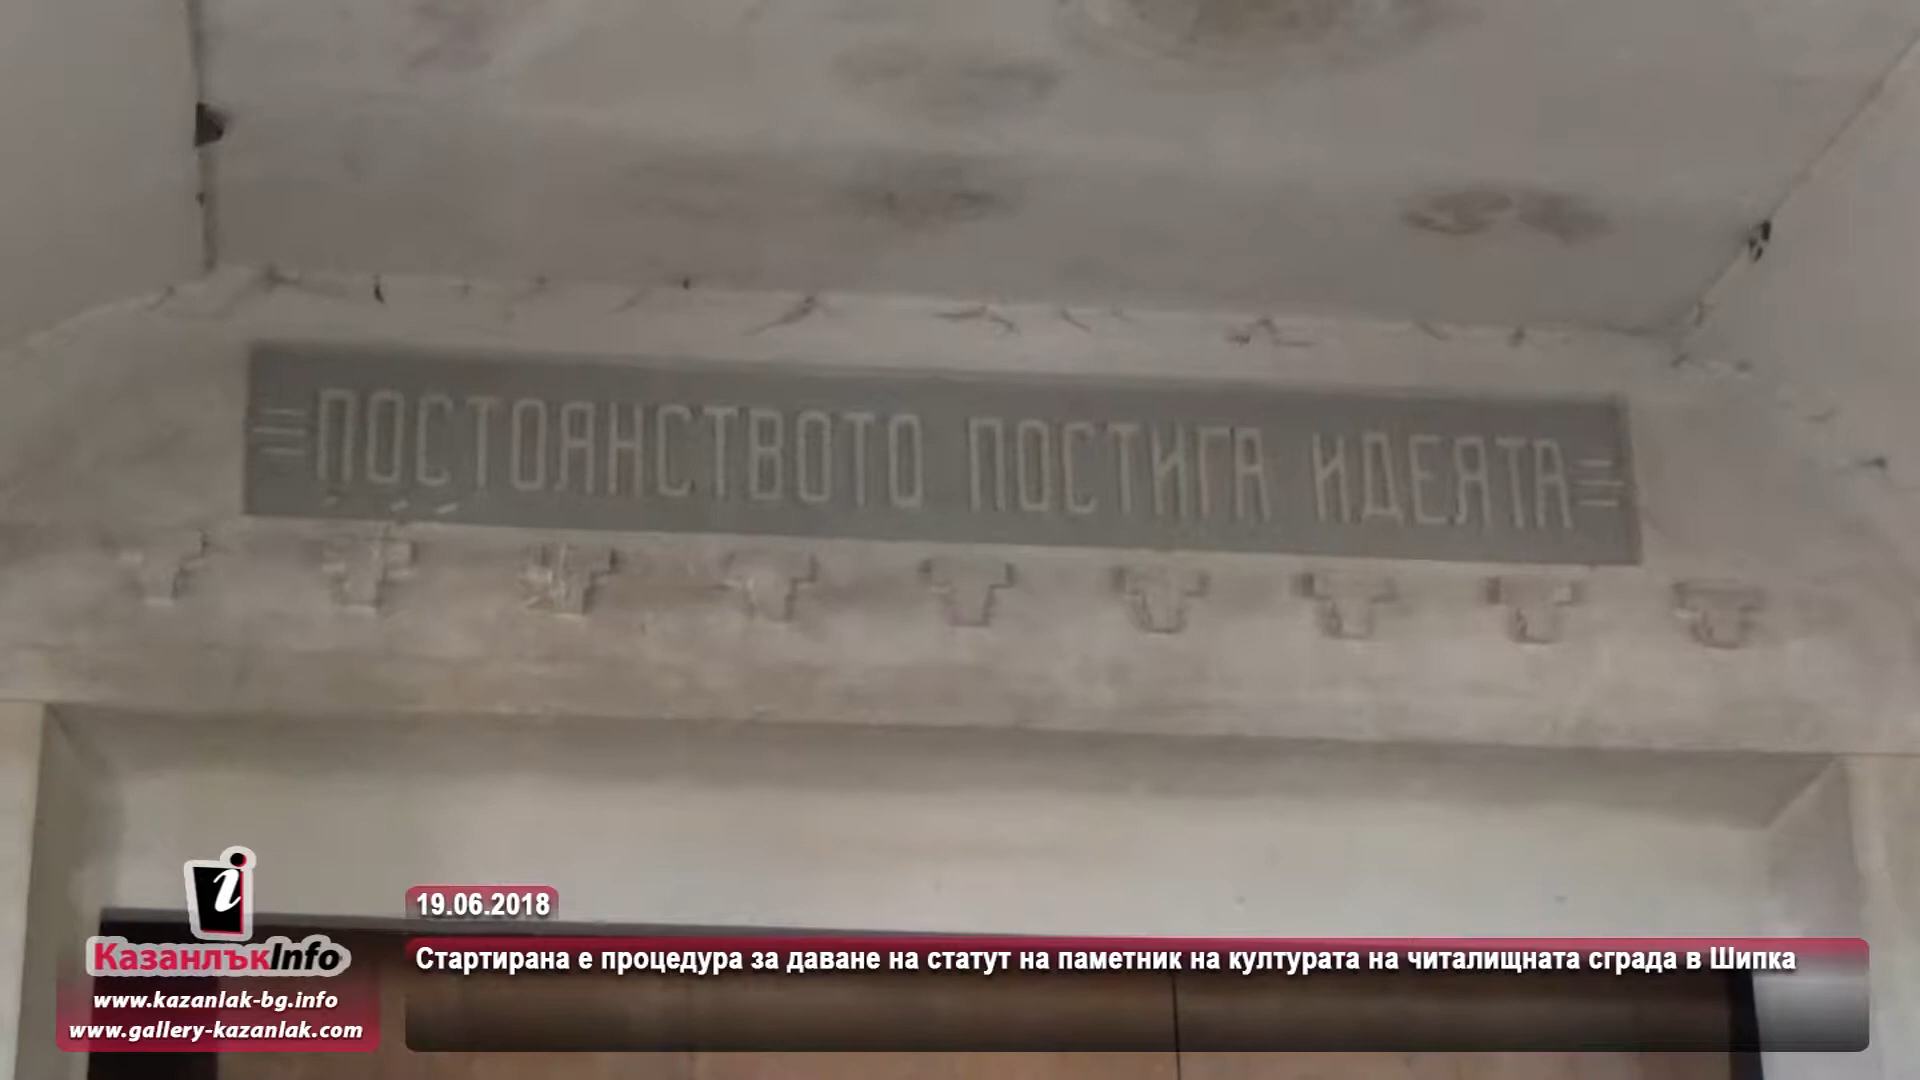 =ПОСТОЯНСТВОТО ПОСТИГА ИДЕЯТА=
i
КазанлъкInfo
www.kazanlak-bg.info
www.gallery-kazanlak.com
19.06.2018
Стартирана е процедура за даване на статут на паметник на културата на читалищната сграда в Шипка